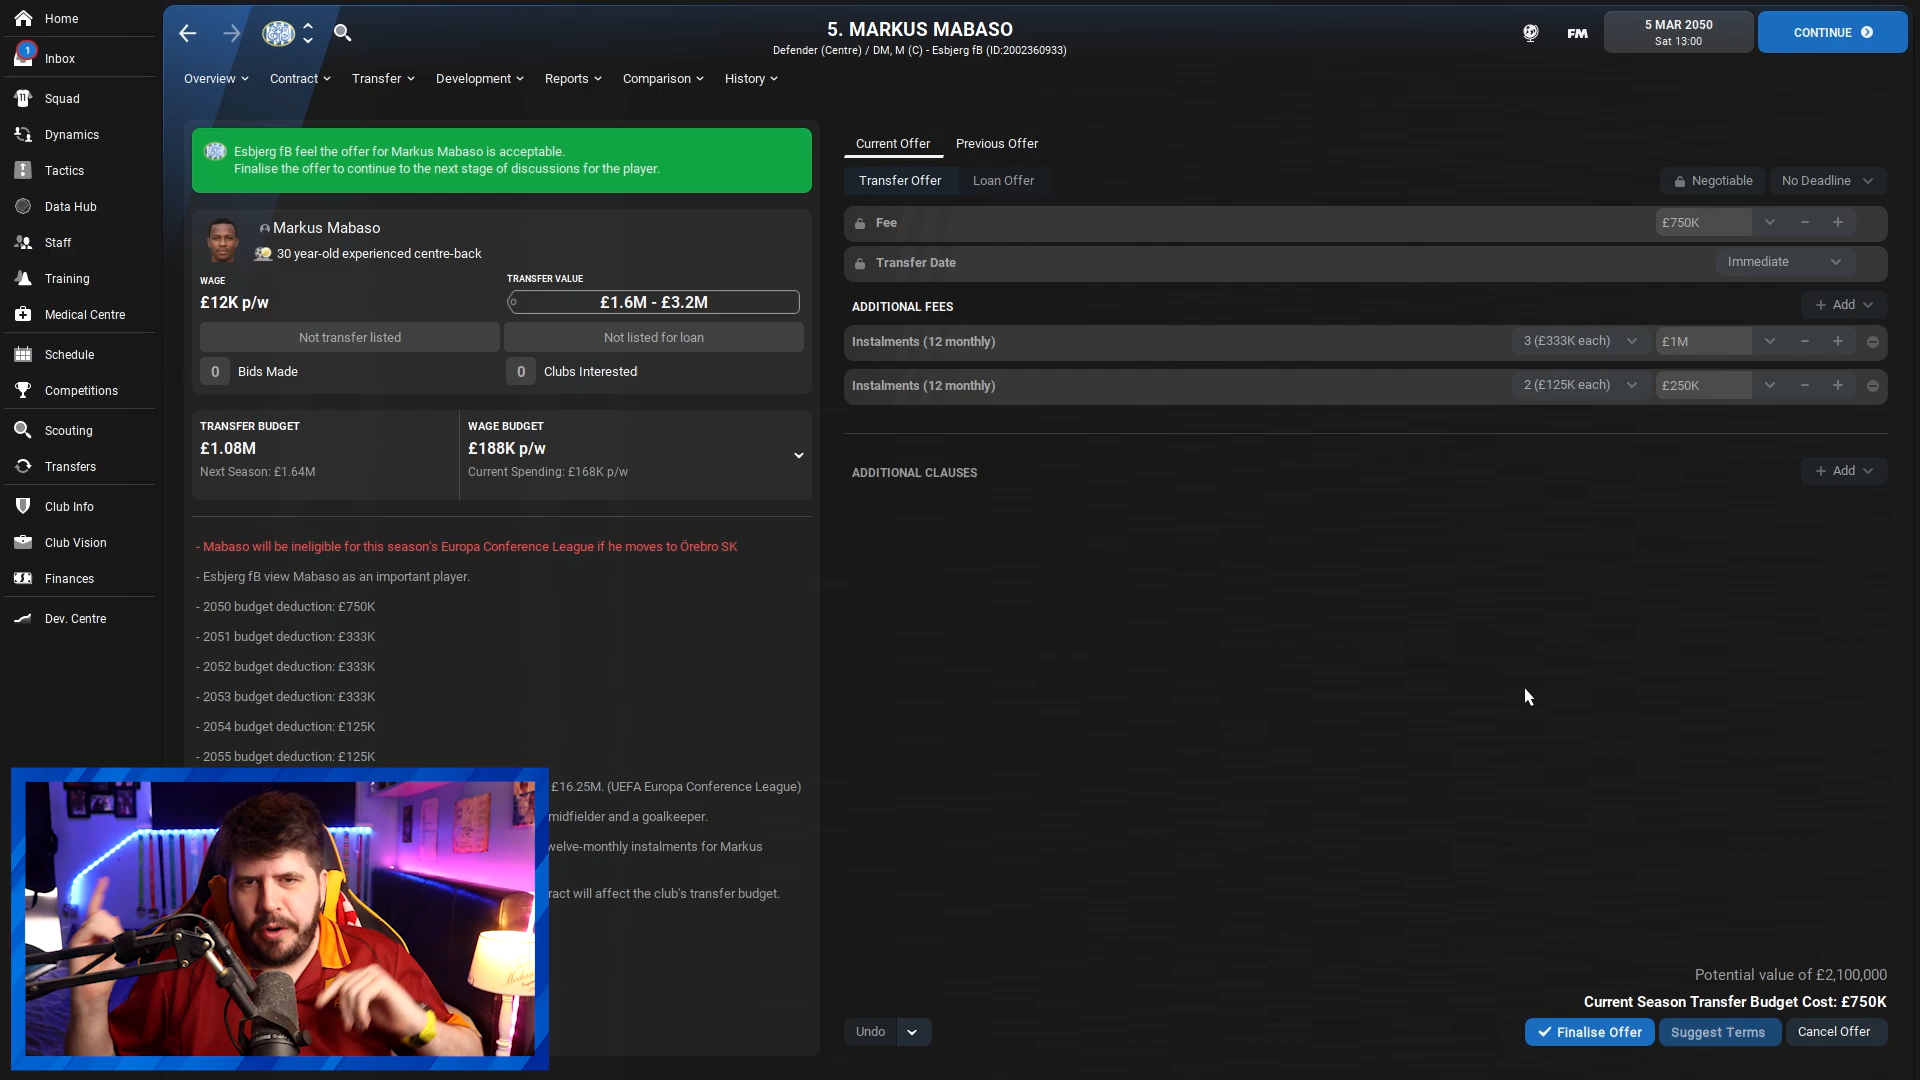 Home
1
Inbox
Squad
Dynamics
Tactics
Data Hub
Staff
Training
Medical Centre
Schedule
Competitions
Scouting
Transfers
Club Info
Club Vision
Finances
Dev. Centre
5. MARKUS MABASO
Defender (Centre) / DM, M (C) - Esbjerg fB (ID:2002360933)
FM
5 MAR 2050
Sat 13:00
CONTINUE
Overview Contract Transfer Development Reports Comparison History
Esbjerg fB feel the offer for Markus Mabaso is acceptable.
Finalise the offer to continue to the next stage of discussions for the player.
Markus Mabaso
30 year-old experienced centre-back
WAGE
£12K p/w
TRANSFER VALUE
£1.6M - £3.2M
Not transfer listed
Not listed for loan
0 Bids Made
0 Clubs Interested
TRANSFER BUDGET
£1.08M
Next Season: £1.64M
WAGE BUDGET
£188K p/w
Current Spending: £168K p/w
- Mabaso will be ineligible for this season's Europa Conference League if he moves to Örebro SK
- Esbjerg fB view Mabaso as an important player.
- 2050 budget deduction: £750K
- 2051 budget deduction: £333K
- 2052 budget deduction: £333K
- 2053 budget deduction: £333K
- 2054 budget deduction: £125K
- 2055 budget deduction: £125K
£16.25M. (UEFA Europa Conference League)
midfielder and a goalkeeper.
welve-monthly instalments for Markus
ract will affect the club's transfer budget.
Current Offer Previous Offer
Transfer Offer Loan Offer
Negotiable No Deadline
Fee £750K - +
Transfer Date Immediate
ADDITIONAL FEES + Add
Instalments (12 monthly) 3 (£333K each) £1M - +
Instalments (12 monthly) 2 (£125K each) £250K - +
ADDITIONAL CLAUSES + Add
Potential value of £2,100,000
Current Season Transfer Budget Cost: £750K
Undo
Finalise Offer Suggest Terms Cancel Offer